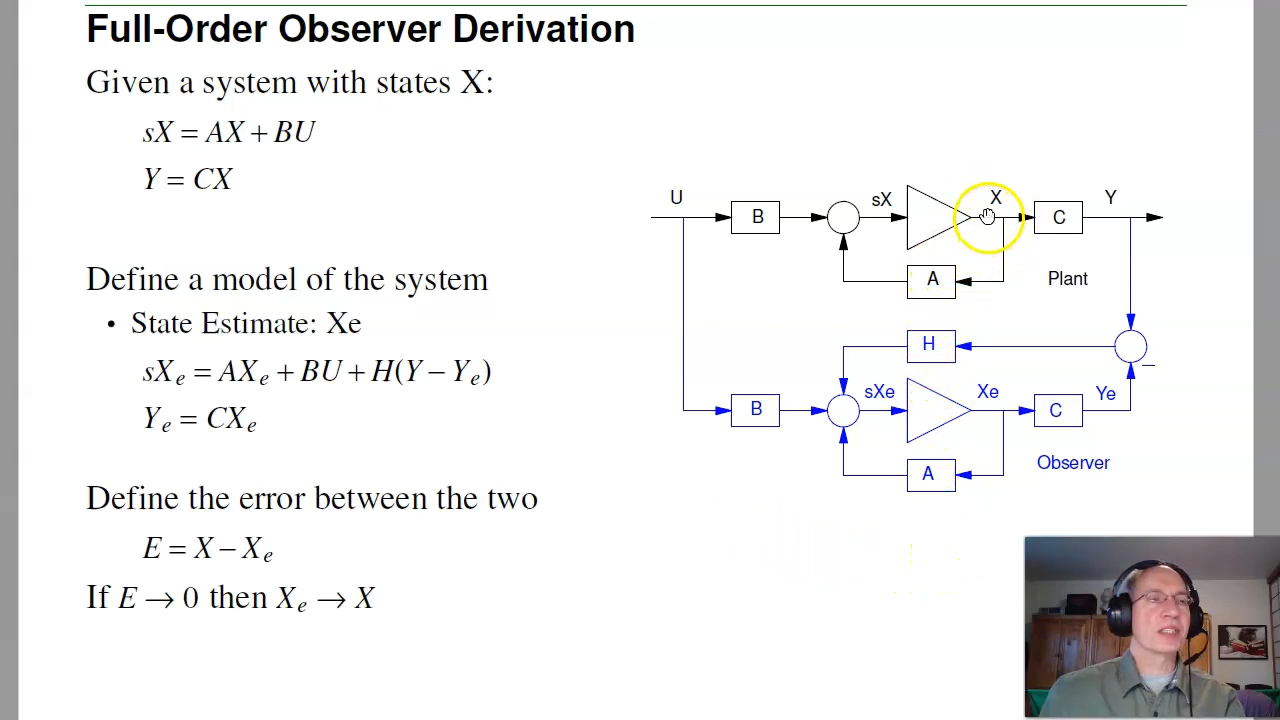 Full-Order Observer Derivation
Given a system with states X:
sX = AX + BU
Y = CX
Define a model of the system
• State Estimate: Xe
sXₑ = AXₑ + BU + H(Y − Yₑ)
Yₑ = CXₑ
Define the error between the two
E = X − Xₑ
If E → 0 then Xₑ → X
U B sX X C Y
A Plant
H
−
B sXe Xe C Ye
A Observer